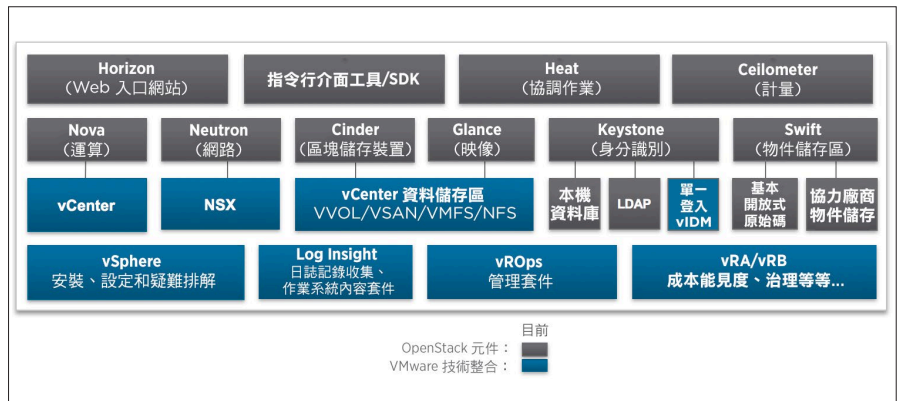 Horizon
(Web 入口網站)
指令行介面工具/SDK
Heat
(協調作業)
Ceilometer
(計量)
Nova
(運算)
Neutron
(網路)
Cinder
(區塊儲存裝置)
Glance
(映像)
Keystone
(身分識別)
Swift
(物件儲存區)
vCenter
NSX
vCenter 資料儲存區
VVOL/VSAN/VMFS/NFS
本機
資料庫
LDAP
單一
登入
vIDM
基本
開放式
原始碼
協力廠商
物件儲存
vSphere
安裝、設定和疑難排解
Log Insight
日誌記錄收集、
作業系統內容套件
vROps
管理套件
vRA/vRB
成本能見度、治理等等...
目前
OpenStack 元件：
VMware 技術整合：